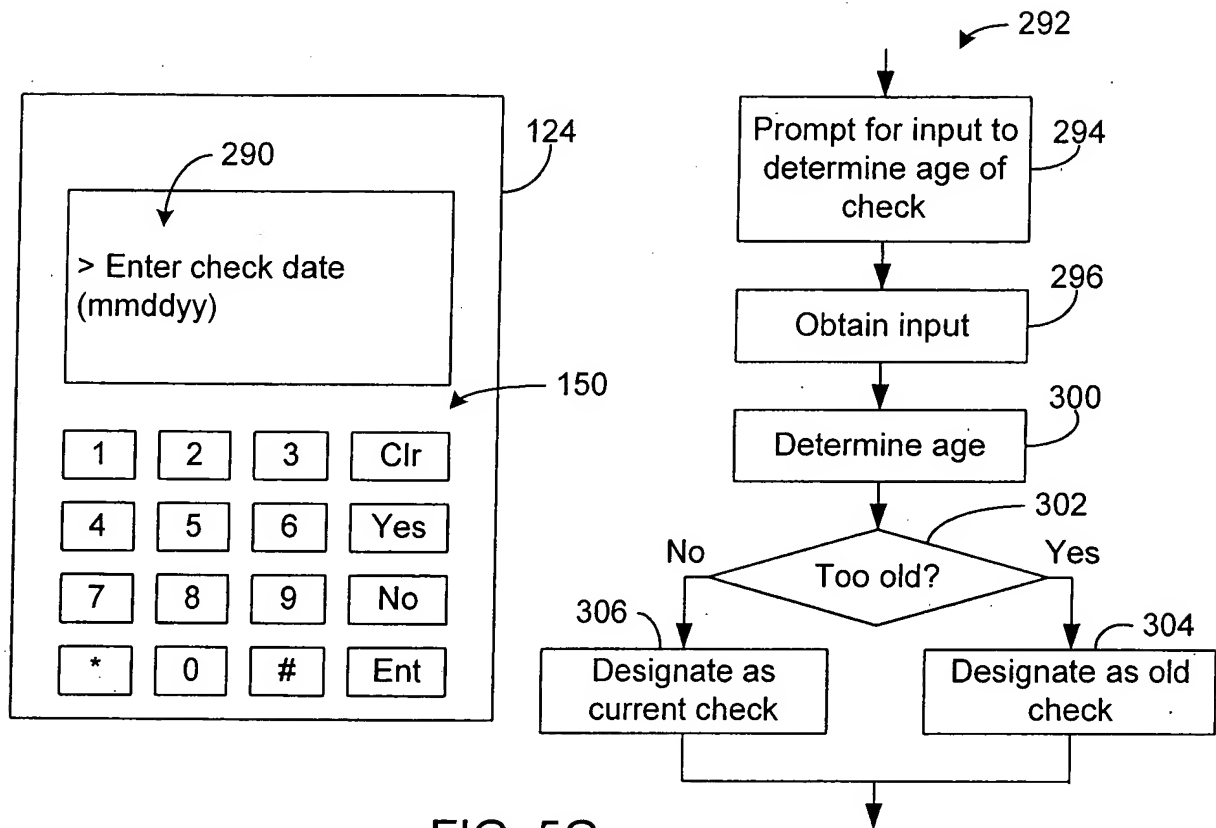 292
124
290
> Enter check date
(mmddyy)
150
1 2 3 Clr
4 5 6 Yes
7 8 9 No
* 0 # Ent
Prompt for input to
determine age of
check
294
Obtain input
296
Determine age
300
Too old?
302
No
Yes
306
Designate as
current check
304
Designate as old
check
FIG. 5C